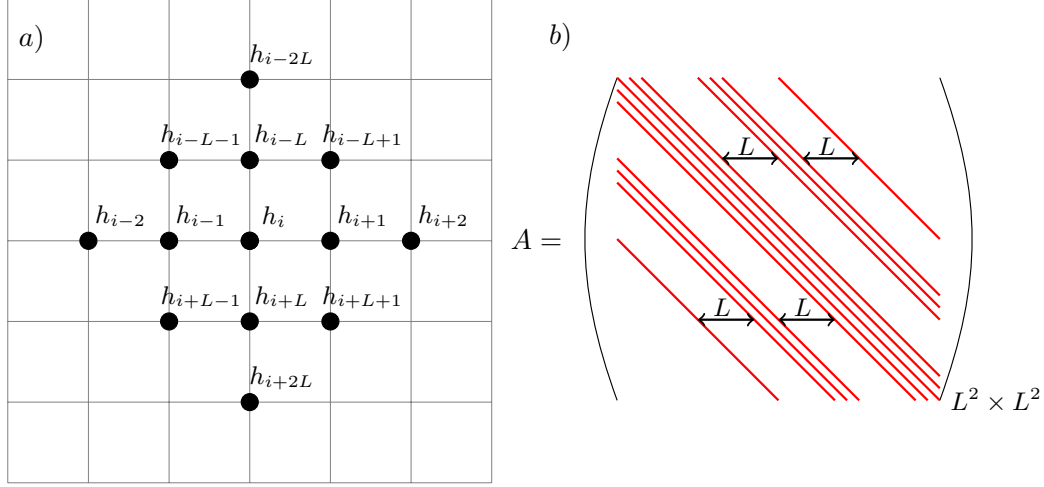 a)
h_{i-2L}
h_{i-L-1} h_{i-L} h_{i-L+1}
h_{i-2} h_{i-1} h_i h_{i+1} h_{i+2}
h_{i+L-1} h_{i+L} h_{i+L+1}
h_{i+2L}
b)
L L
A =
L L
L^2 × L^2